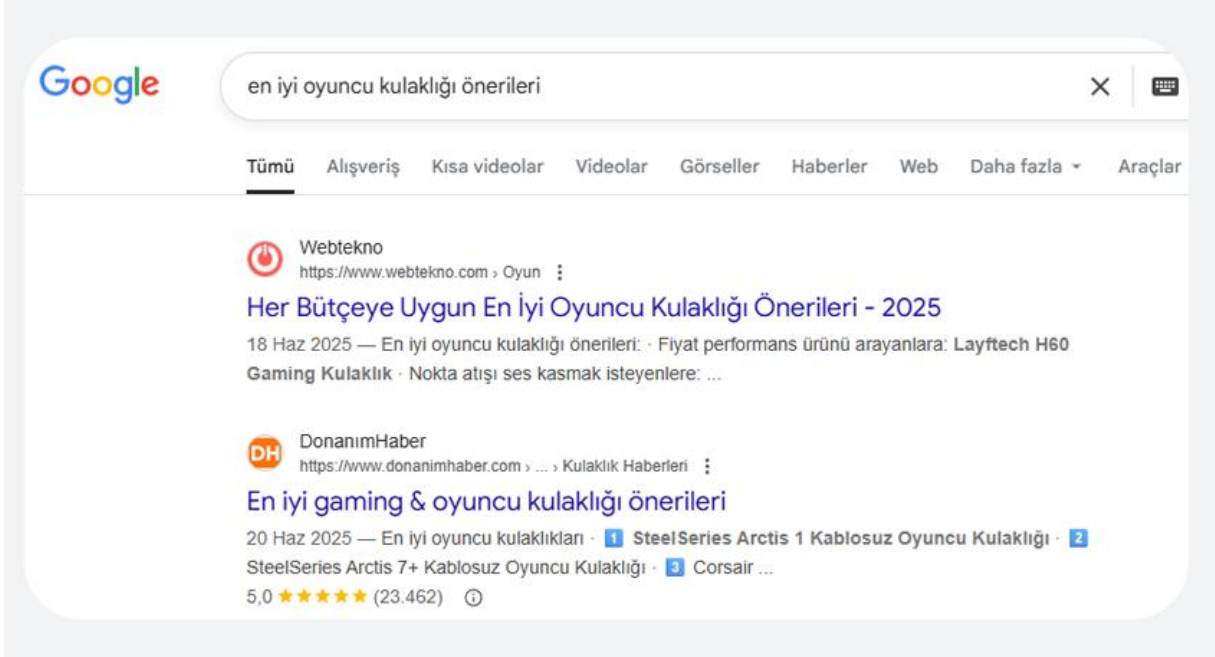 Google
en iyi oyuncu kulaklığı önerileri
Tümü Alışveriş Kısa videolar Videolar Görseller Haberler Web Daha fazla Araçlar
Webtekno
https://www.webtekno.com › Oyun
Her Bütçeye Uygun En İyi Oyuncu Kulaklığı Önerileri - 2025
18 Haz 2025 — En iyi oyuncu kulaklığı önerileri: · Fiyat performans ürünü arayanlara: Layftech H60
Gaming Kulaklık · Nokta atışı ses kasmak isteyenlere: ...
DH
DonanımHaber
https://www.donanimhaber.com › ... › Kulaklık Haberleri
En iyi gaming & oyuncu kulaklığı önerileri
20 Haz 2025 — En iyi oyuncu kulaklıkları · 1️⃣ SteelSeries Arctis 1 Kablosuz Oyuncu Kulaklığı · 2️⃣
SteelSeries Arctis 7+ Kablosuz Oyuncu Kulaklığı · 3️⃣ Corsair ...
5,0 ★★★★★ (23.462)